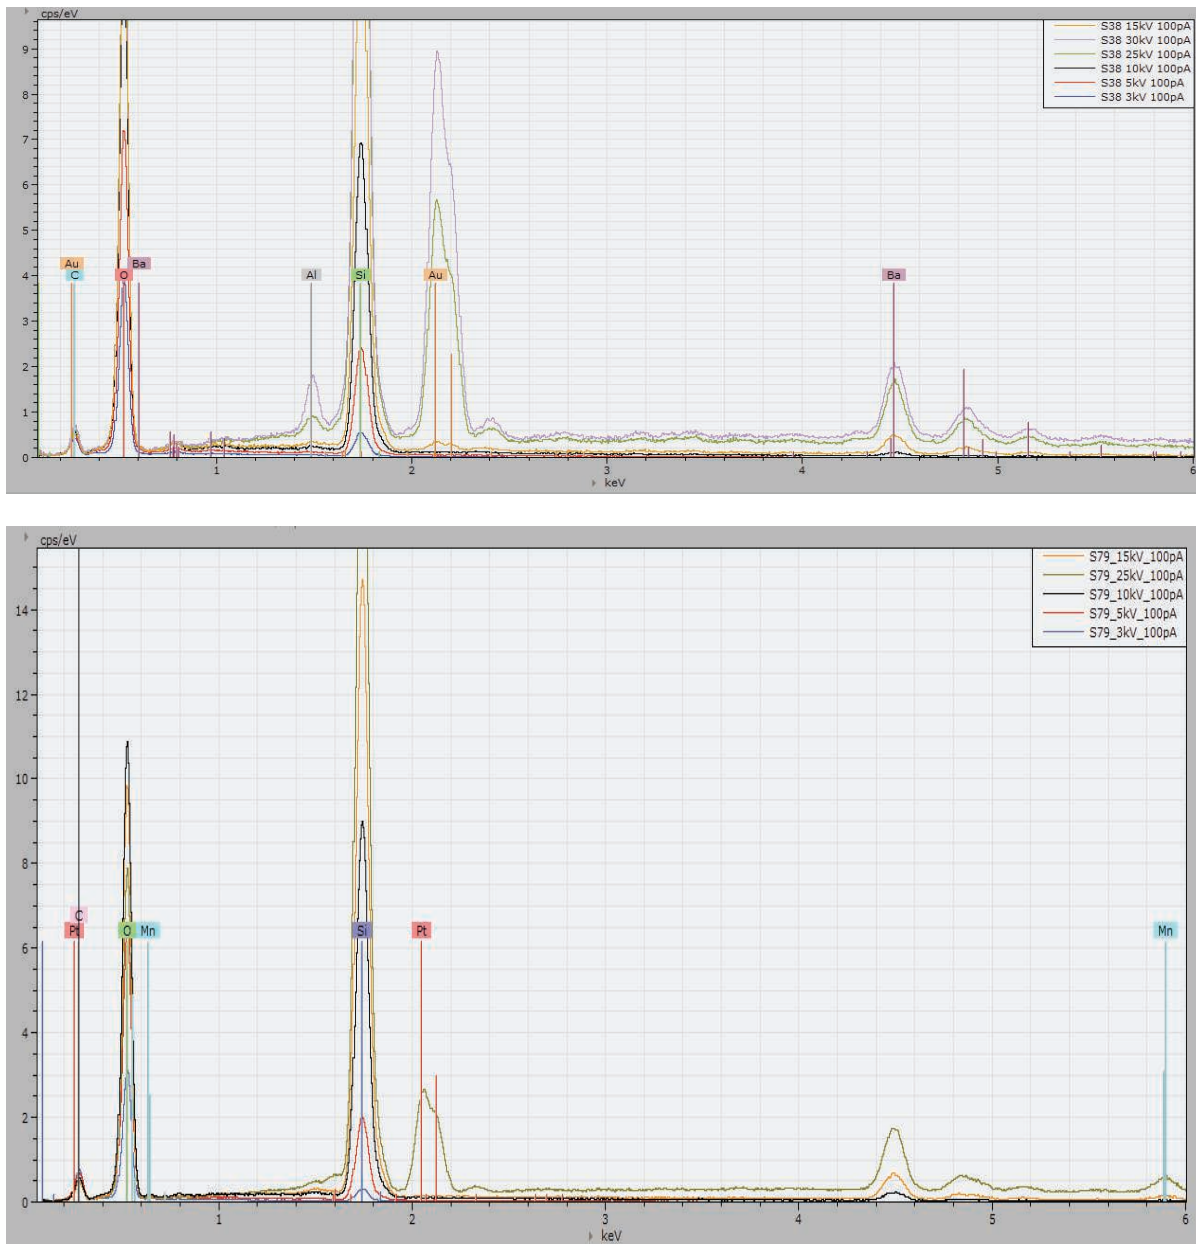 cps/eV
S38 15kV 100pA
S38 30kV 100pA
S38 25kV 100pA
S38 10kV 100pA
S38 5kV 100pA
S38 3kV 100pA
9
8
7
6
5
4
3
2
1
0
Au
C
O
Ba
Al
Si
Au
Ba
1
2
3
4
5
6
keV
cps/eV
S79_15kV_100pA
S79_25kV_100pA
S79_10kV_100pA
S79_5kV_100pA
S79_3kV_100pA
14
12
10
8
6
4
2
0
C
Pt
O
Mn
Si
Pt
Mn
1
2
3
4
5
6
keV